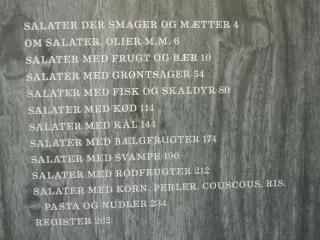 SALATER DER SMAGER OG MÆTTER 4
OM SALATER, OLIER M.M. 6
SALATER MED FRUGT OG BÆR 10
SALATER MED GRØNTSAGER 54
SALATER MED FISK OG SKALDYR 80
SALATER MED KØD 114
SALATER MED KÅL 144
SALATER MED BÆLGFRUGTER 174
SALATER MED SVAMPE 196
SALATER MED RODFRUGTER 212
SALATER MED KORN, PERLER, COUSCOUS, RIS,
PASTA OG NUDLER 234
REGISTER 262